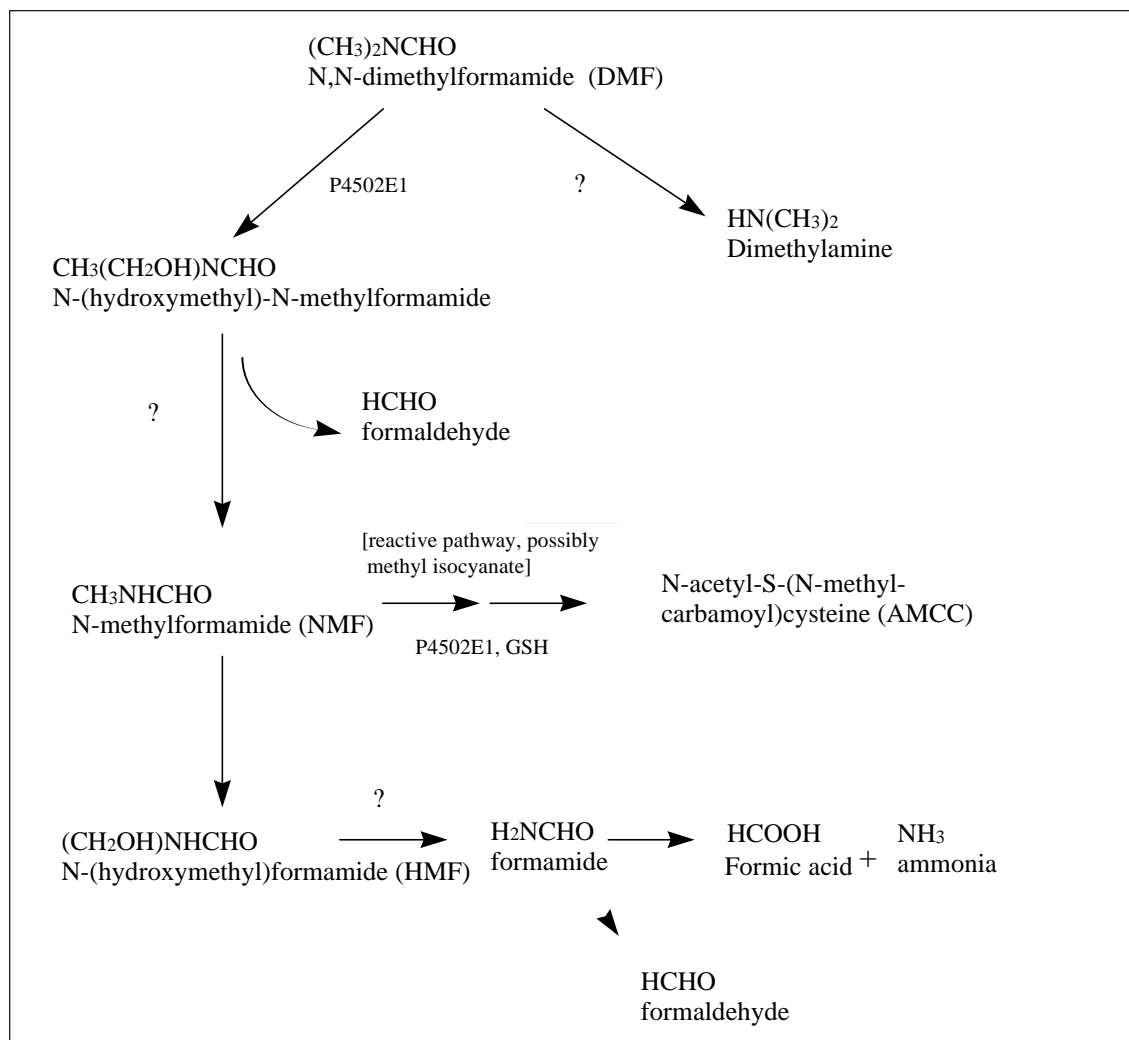 (CH3)2NCHO
N,N-dimethylformamide (DMF)
P4502E1
?
HN(CH3)2
Dimethylamine
CH3(CH2OH)NCHO
N-(hydroxymethyl)-N-methylformamide
?
HCHO
formaldehyde
[reactive pathway, possibly
methyl isocyanate]
CH3NHCHO
N-methylformamide (NMF)
P4502E1, GSH
N-acetyl-S-(N-methyl-
carbamoyl)cysteine (AMCC)
(CH2OH)NHCHO
N-(hydroxymethyl)formamide (HMF)
?
H2NCHO
formamide
HCOOH
Formic acid
+
NH3
ammonia
HCHO
formaldehyde